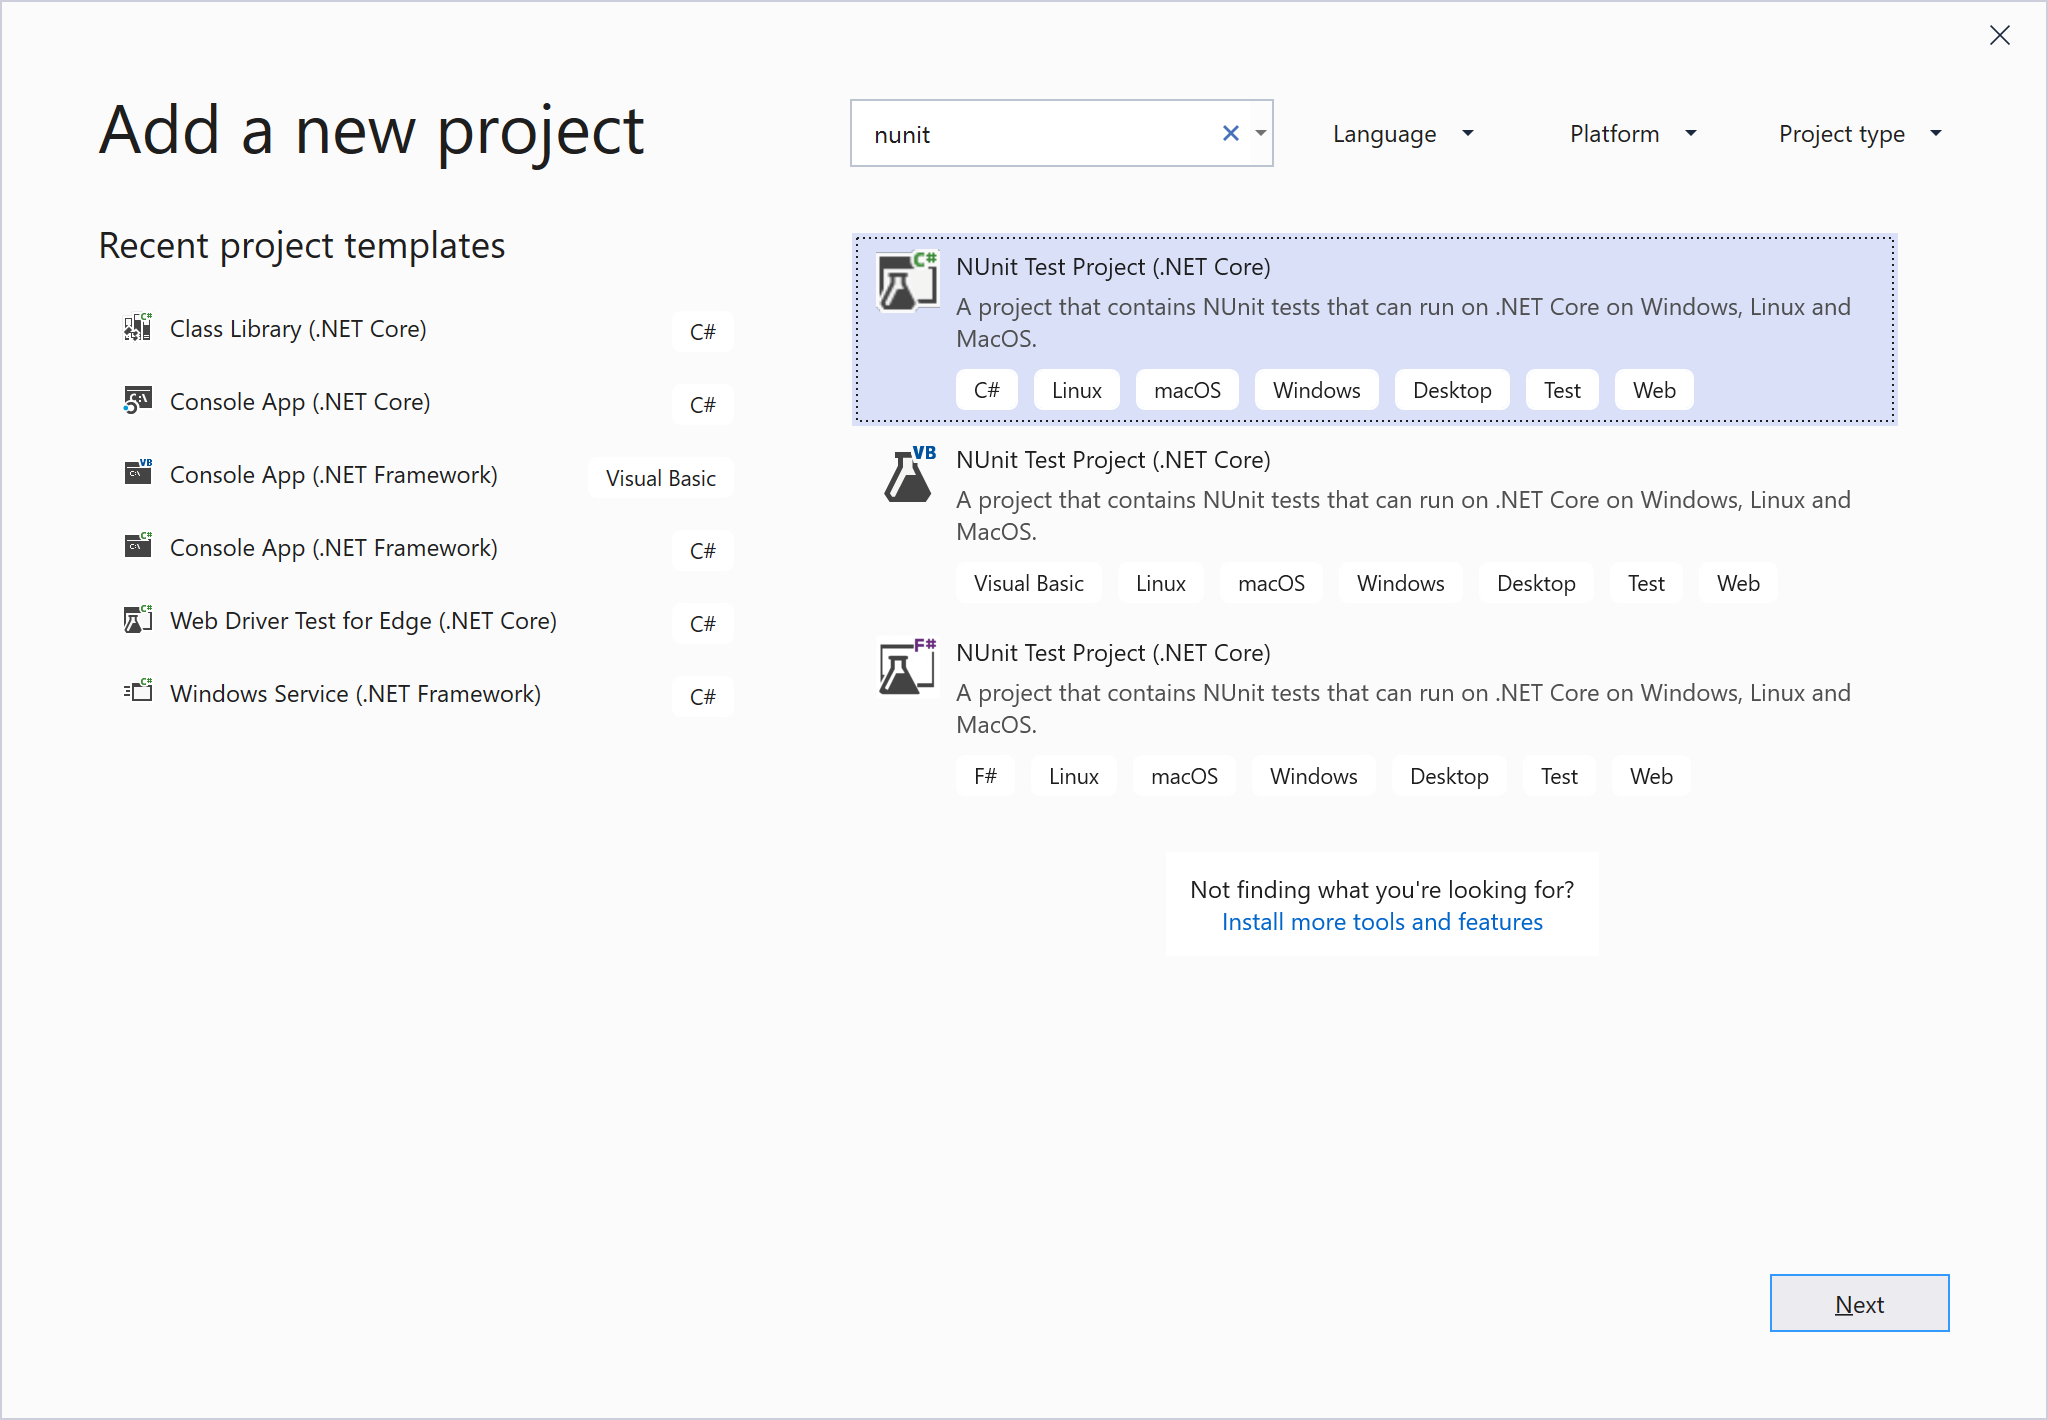 Add a new project
nunit
Language
Platform
Project type
Recent project templates
Class Library (.NET Core)
C#
Console App (.NET Core)
C#
Console App (.NET Framework)
Visual Basic
Console App (.NET Framework)
C#
Web Driver Test for Edge (.NET Core)
C#
Windows Service (.NET Framework)
C#
C#
NUnit Test Project (.NET Core)
A project that contains NUnit tests that can run on .NET Core on Windows, Linux and
MacOS.
C# Linux macOS Windows Desktop Test Web
VB
NUnit Test Project (.NET Core)
A project that contains NUnit tests that can run on .NET Core on Windows, Linux and
MacOS.
Visual Basic Linux macOS Windows Desktop Test Web
F#
NUnit Test Project (.NET Core)
A project that contains NUnit tests that can run on .NET Core on Windows, Linux and
MacOS.
F# Linux macOS Windows Desktop Test Web
Not finding what you're looking for?
Install more tools and features
Next